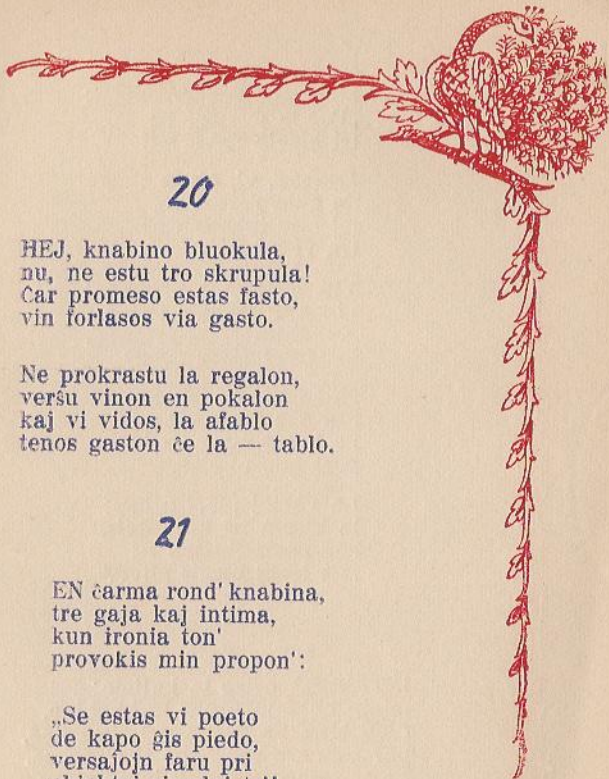 20
HEJ, knabino bluokula,
nu, ne estu tro skrupula!
Ĉar promeso estas fasto,
vin forlasos via gasto.
Ne prokrastu la regalon,
verŝu vinon en pokalon
kaj vi vidos, la afablo
tenos gaston ĉe la — tablo.
21
EN ĉarma rond' knabina,
tre gaja kaj intima,
kun ironia ton'
provokis min propon':
„Se estas vi poeto
de kapo ĝis piedo,
versaĵojn faru pri